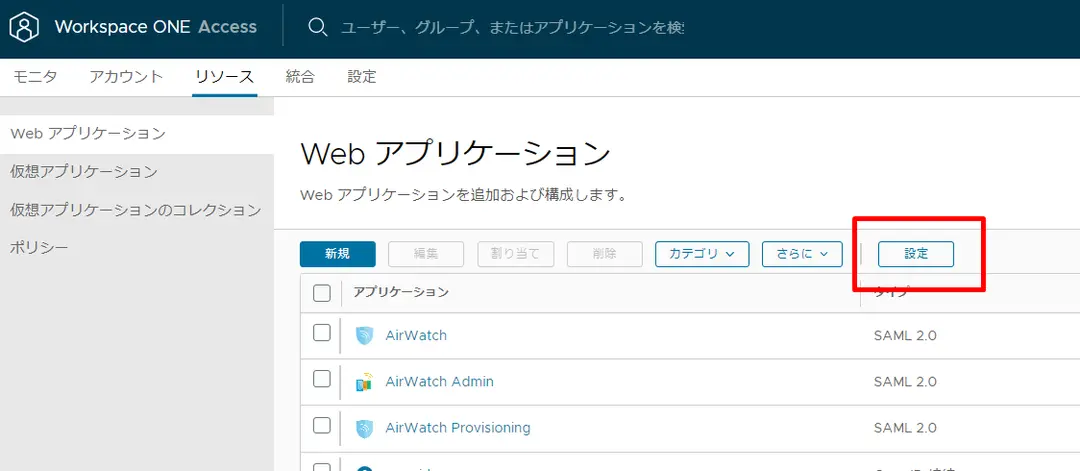 Workspace ONE Access
ユーザー、グループ、またはアプリケーションを検
モニタ アカウント リソース 統合 設定
Web アプリケーション
仮想アプリケーション
仮想アプリケーションのコレクション
ポリシー
Web アプリケーション
Web アプリケーションを追加および構成します。
新規 編集 割り当て 削除 カテゴリ さらに 設定
アプリケーション タイプ
AirWatch SAML 2.0
AirWatch Admin SAML 2.0
AirWatch Provisioning SAML 2.0